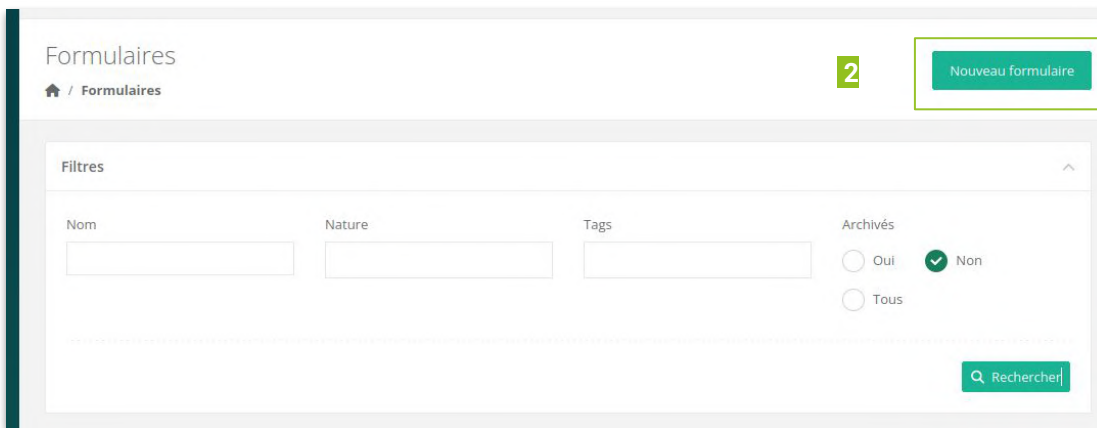 Formulaires
2
Nouveau formulaire
/ Formulaires
Filtres
Nom
Nature
Tags
Archivés
Oui
Non
Tous
Rechercher